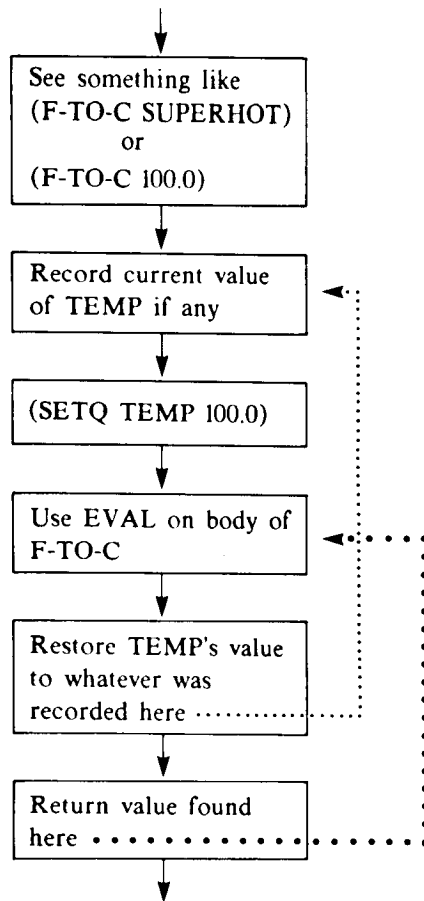 See something like
(F-TO-C SUPERHOT)
or
(F-TO-C 100.0)
Record current value
of TEMP if any
(SETQ TEMP 100.0)
Use EVAL on body of
F-TO-C
Restore TEMP's value
to whatever was
recorded here
Return value found
here